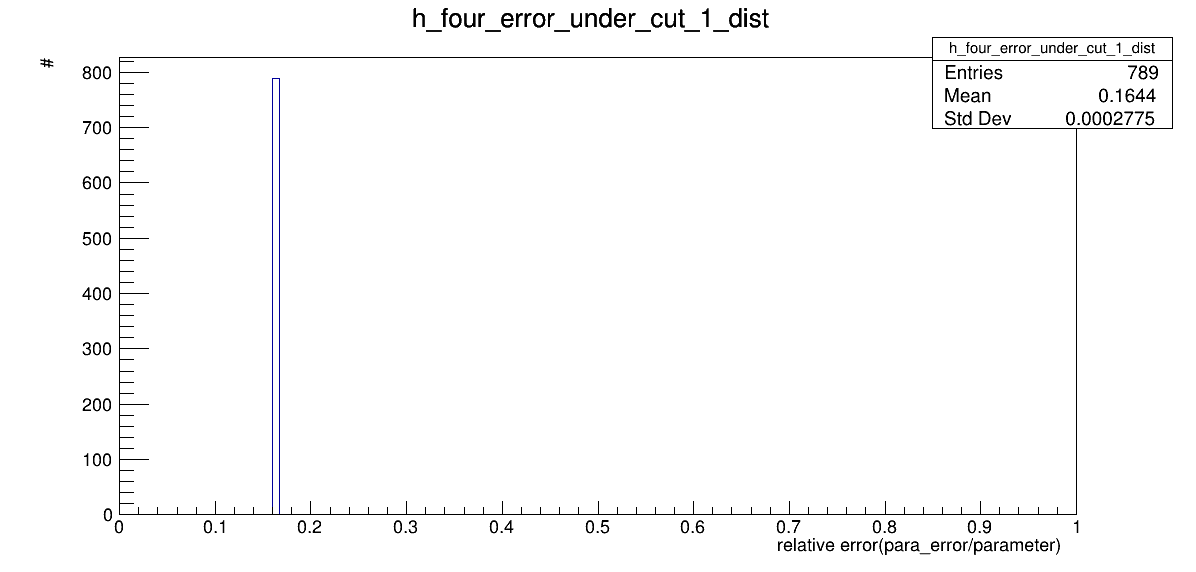 h_four_error_under_cut_1_dist
#
h_four_error_under_cut_1_dist
Entries 789
Mean 0.1644
Std Dev 0.0002775
800
700
600
500
400
300
200
100
0
0 0.1 0.2 0.3 0.4 0.5 0.6 0.7 0.8 0.9 1
relative error(para_error/parameter)